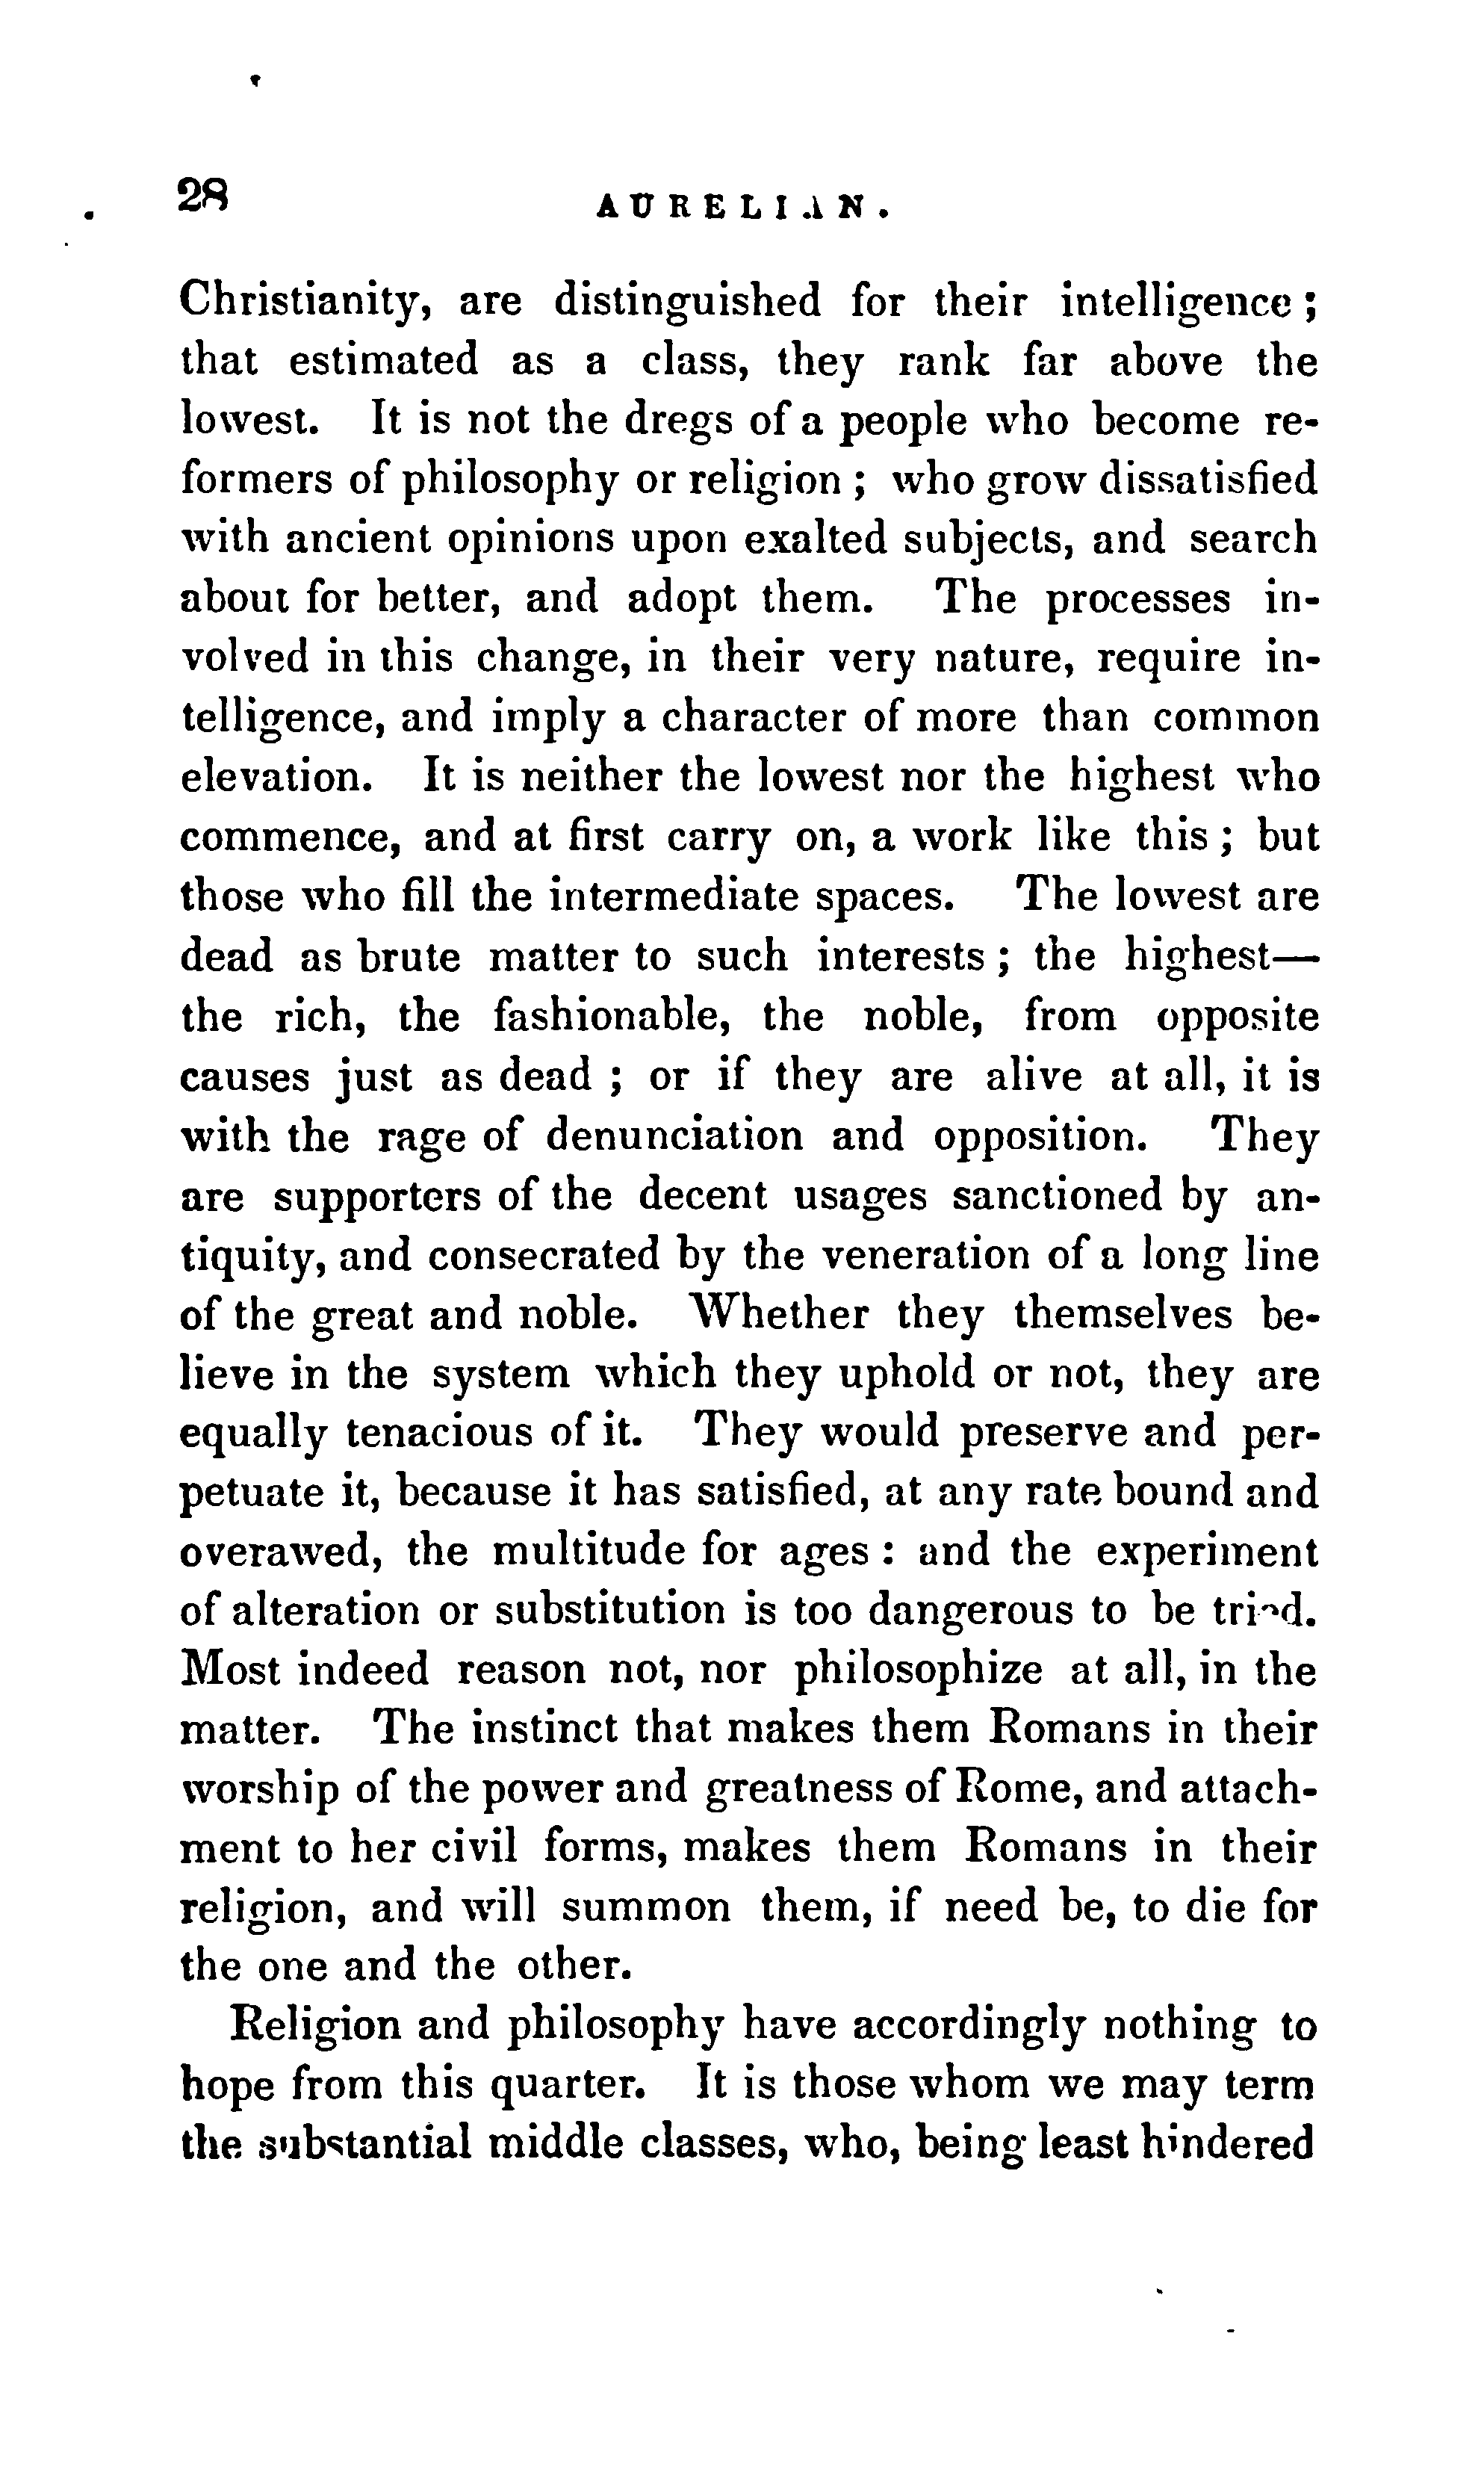 28
AURELIAN.
Christianity, are distinguished for their intelligence ;
that estimated as a class, they rank far above the
lowest. It is not the dregs of a people who become re-
formers of philosophy or religion ; who grow dissatisfied
with ancient opinions upon exalted subjects, and search
about for better, and adopt them. The processes in-
volved in this change, in their very nature, require in-
telligence, and imply a character of more than common
elevation. It is neither the lowest nor the highest who
commence, and at first carry on, a work like this ; but
those who fill the intermediate spaces. The lowest are
dead as brute matter to such interests ; the highest—
the rich, the fashionable, the noble, from opposite
causes just as dead ; or if they are alive at all, it is
with the rage of denunciation and opposition. They
are supporters of the decent usages sanctioned by an-
tiquity, and consecrated by the veneration of a long line
of the great and noble. Whether they themselves be-
lieve in the system which they uphold or not, they are
equally tenacious of it. They would preserve and per-
petuate it, because it has satisfied, at any rate bound and
overawed, the multitude for ages : and the experiment
of alteration or substitution is too dangerous to be tried.
Most indeed reason not, nor philosophize at all, in the
matter. The instinct that makes them Romans in their
worship of the power and greatness of Rome, and attach-
ment to her civil forms, makes them Romans in their
religion, and will summon them, if need be, to die for
the one and the other.
Religion and philosophy have accordingly nothing to
hope from this quarter. It is those whom we may term
the substantial middle classes, who, being least hindered